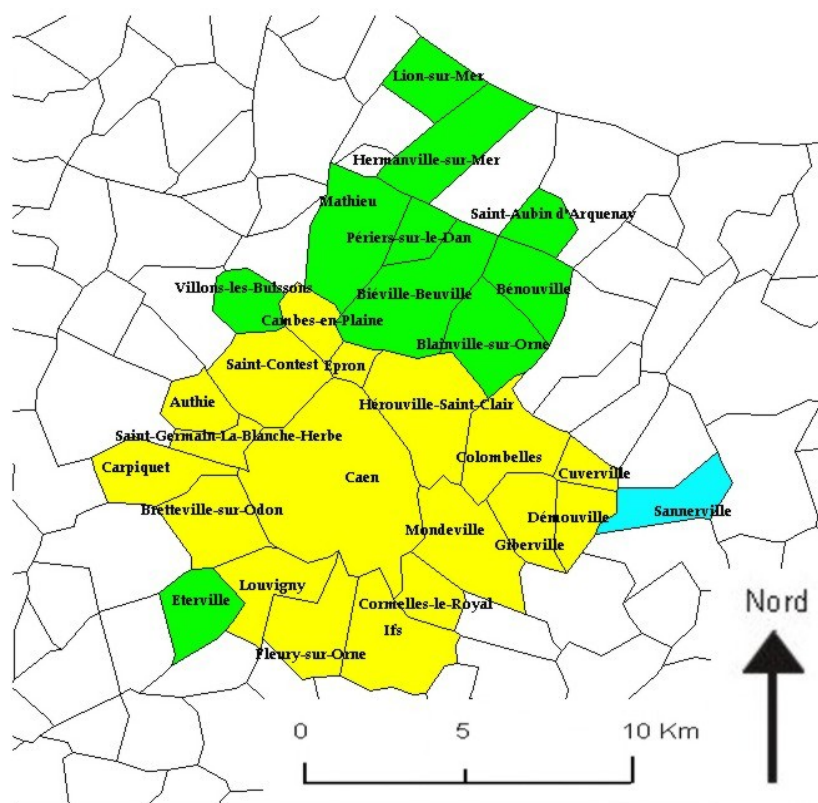 Lion-sur-Mer
Hermanville-sur-Mer
Mathieu
Saint-Aubin d'Arquenay
Périers-sur-le-Dan
Villons-les-Buissons
Biéville-Beuville
Bénouville
Cambes-en-Plaine
Blainville-sur-Orne
Saint-Contest
Epron
Authie
Hérouville-Saint-Clair
Saint-Germain-La-Blanche-Herbe
Colombelles
Carpiquet
Caen
Cuverville
Bretteville-sur-Odon
Sannerville
Démouville
Mondeville
Giberville
Louvigny
Eterville
Cormelles-le-Royal
Ifs
Fleury-sur-Orne
Nord
0 5 10 Km